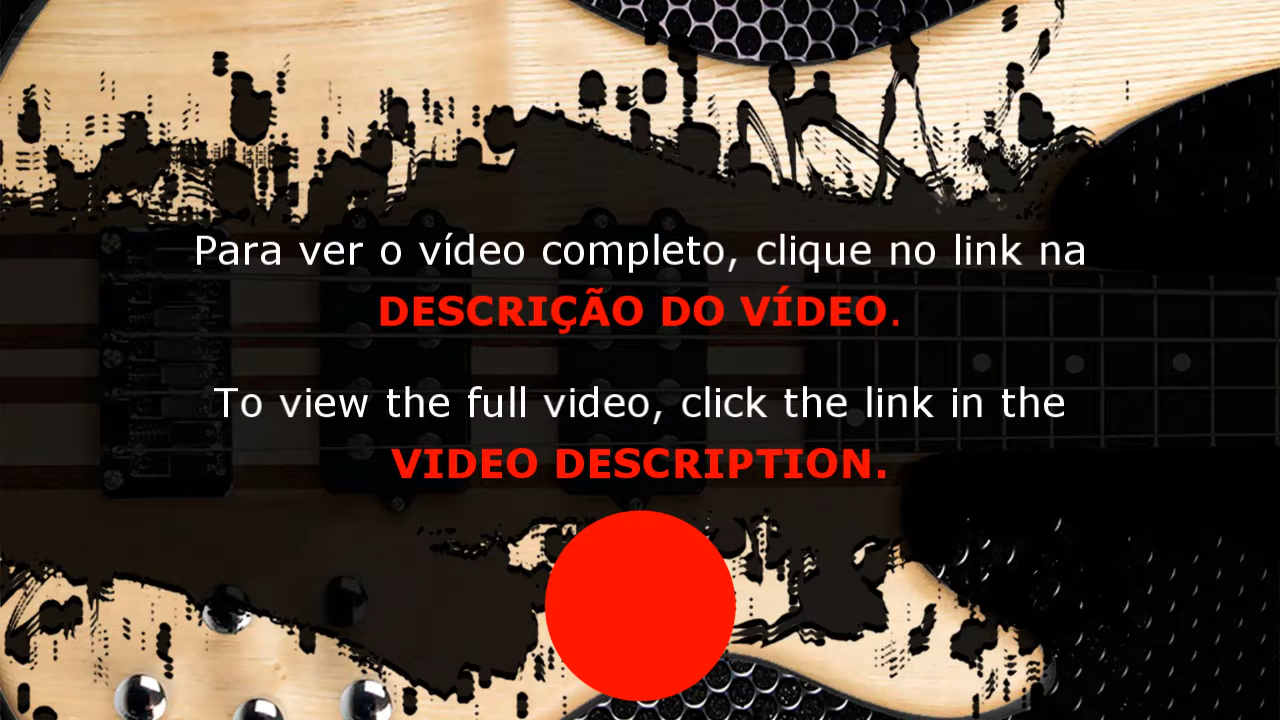 Para ver o vídeo completo, clique no link na
DESCRIÇÃO DO VÍDEO.
To view the full video, click the link in the
VIDEO DESCRIPTION.